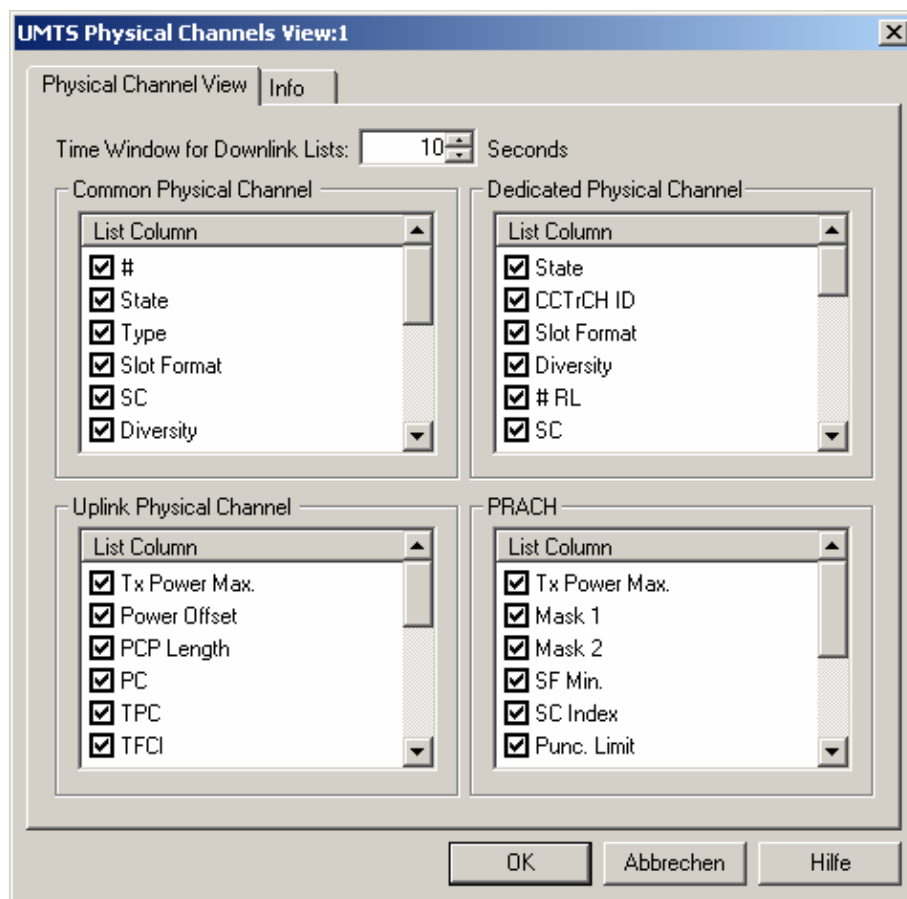 UMTS Physical Channels View:1
Physical Channel View Info
Time Window for Downlink Lists: 10 Seconds
Common Physical Channel
List Column
#
State
Type
Slot Format
SC
Diversity
Dedicated Physical Channel
List Column
State
CCTrCH ID
Slot Format
Diversity
# RL
SC
Uplink Physical Channel
List Column
Tx Power Max.
Power Offset
PCP Length
PC
TPC
TFCI
PRACH
List Column
Tx Power Max.
Mask 1
Mask 2
SF Min.
SC Index
Punc. Limit
OK Abbrechen Hilfe